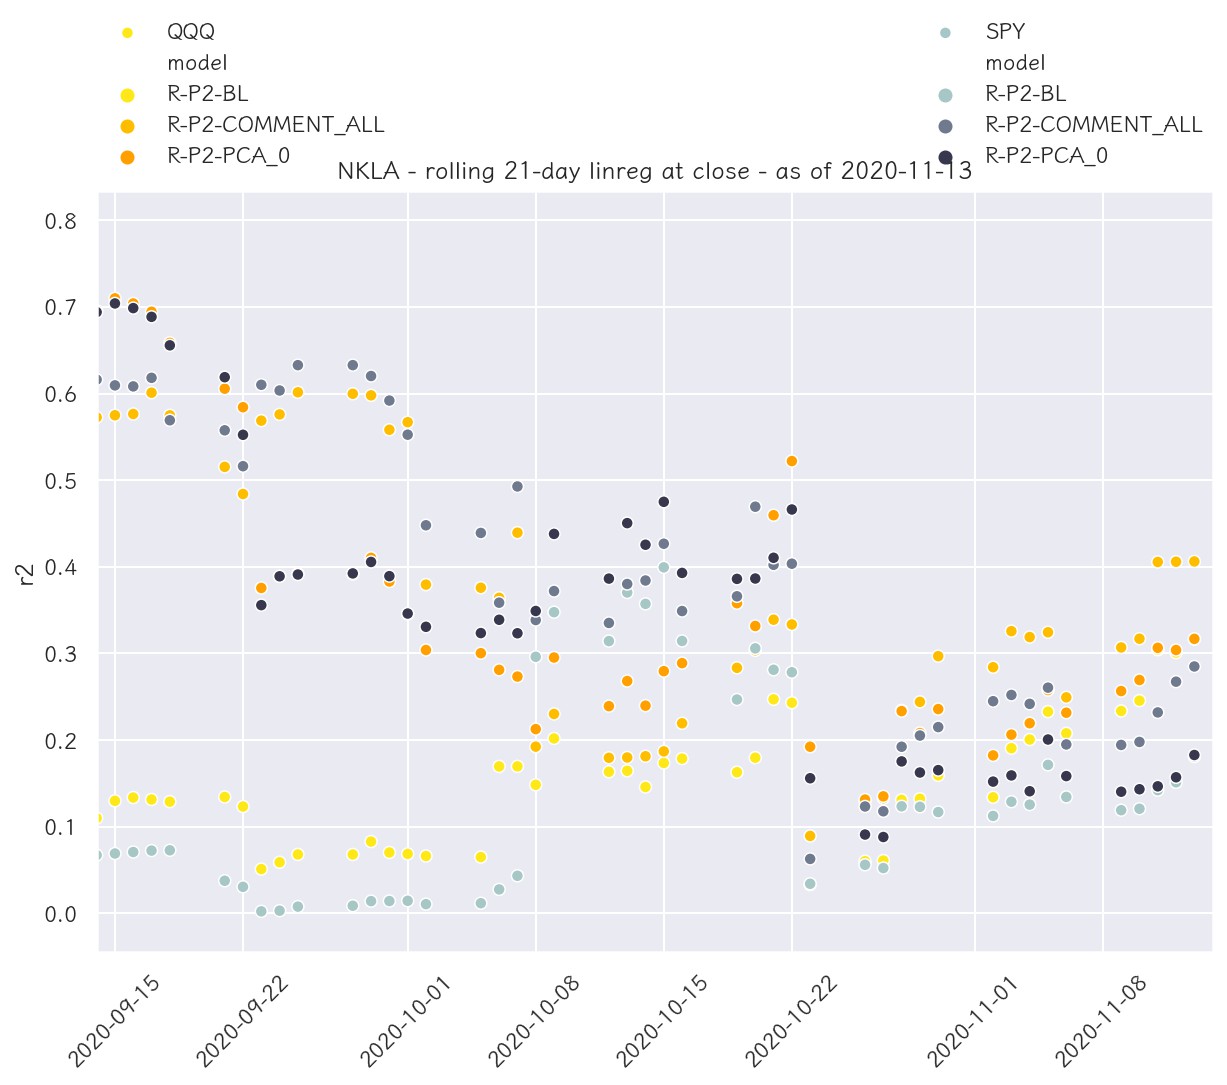 QQQ
model
R-P2-BL
R-P2-COMMENT_ALL
R-P2-PCA_0
SPY
model
R-P2-BL
R-P2-COMMENT_ALL
R-P2-PCA_0
NKLA - rolling 21-day linreg at close - as of 2020-11-13
r2
0.8
0.7
0.6
0.5
0.4
0.3
0.2
0.1
0.0
2020-09-15
2020-09-22
2020-10-01
2020-10-08
2020-10-15
2020-10-22
2020-11-01
2020-11-08